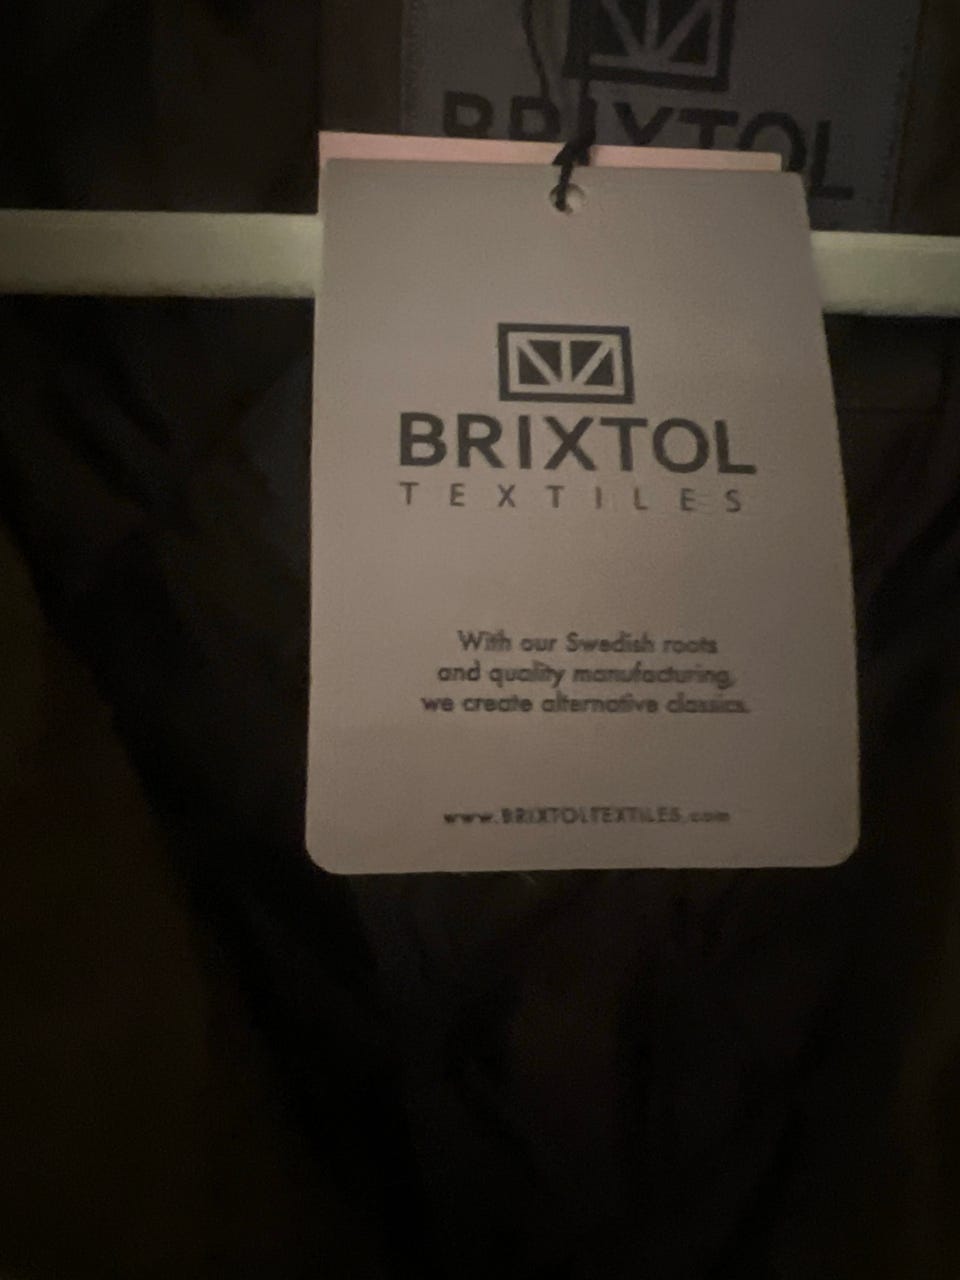 BRIXTOL
BRIXTOL
TEXTILES
With our Swedish roots
and quality manufacturing,
we create alternative classics.
www.BRIXTOLTEXTILES.com